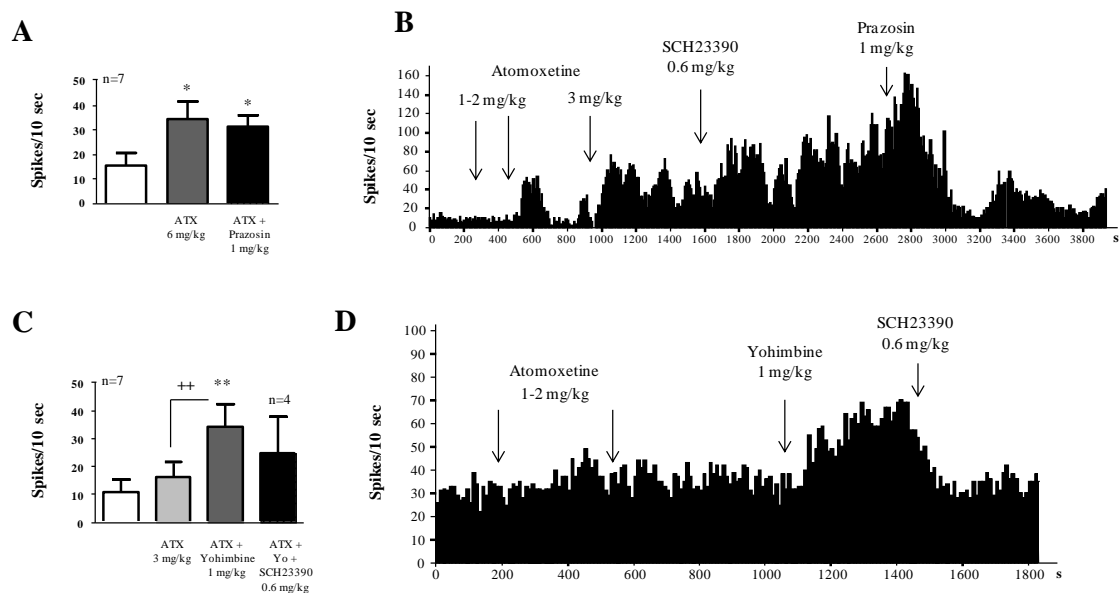 A
n=7
Spikes/10 sec
50
40
30
20
10
0
*
*
ATX
6 mg/kg
ATX +
Prazosin
1 mg/kg
B
Prazosin
1 mg/kg
SCH23390
0.6 mg/kg
Atomoxetine
1-2 mg/kg
3 mg/kg
Spikes/10 sec
160
140
120
100
80
60
40
20
0
0 200 400 600 800 1000 1200 1400 1600 1800 2000 2200 2400 2600 2800 3000 3200 3400 3600 3800 s
C
n=7
Spikes/10 sec
50
40
30
20
10
0
++
**
n=4
ATX
3 mg/kg
ATX +
Yohimbine
1 mg/kg
ATX +
Yo +
SCH23390
0.6 mg/kg
D
SCH23390
0.6 mg/kg
Yohimbine
1 mg/kg
Atomoxetine
1-2 mg/kg
Spikes/10 sec
100
90
80
70
60
50
40
30
20
10
0
0 200 400 600 800 1000 1200 1400 1600 1800 s